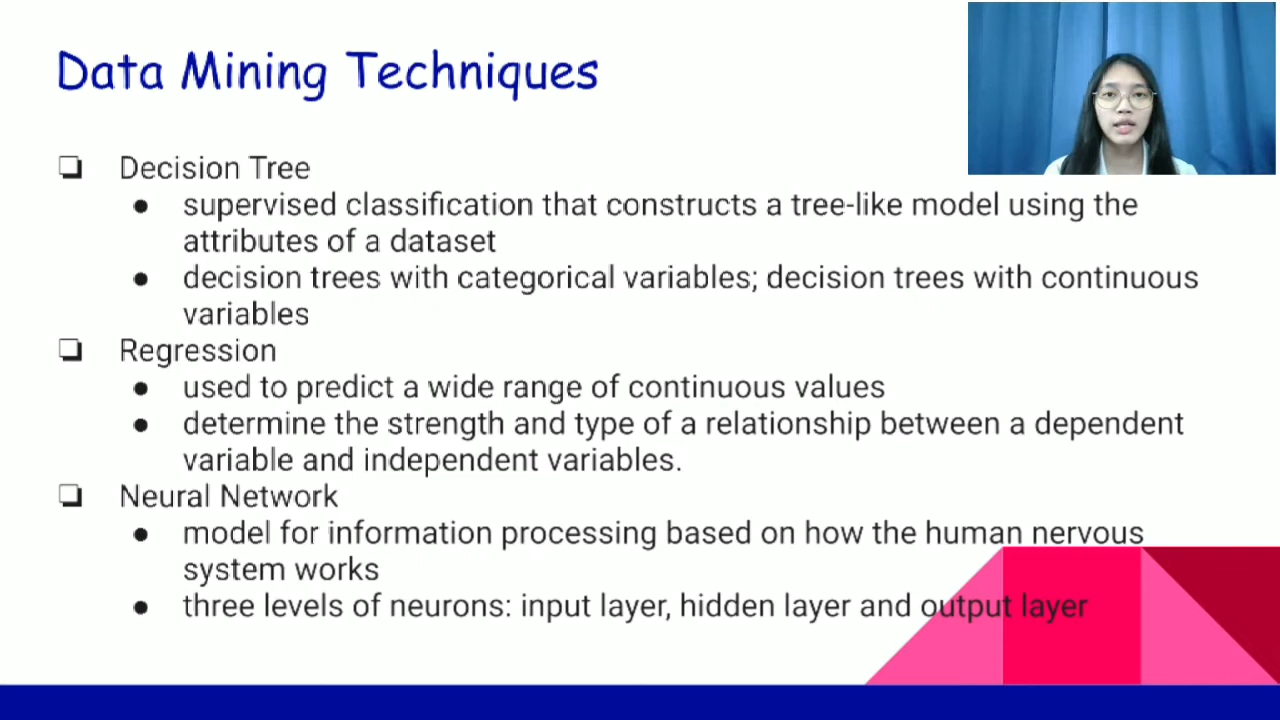 Data Mining Techniques
❏ Decision Tree
● supervised classification that constructs a tree-like model using the
attributes of a dataset
● decision trees with categorical variables; decision trees with continuous
variables
❏ Regression
● used to predict a wide range of continuous values
● determine the strength and type of a relationship between a dependent
variable and independent variables.
❏ Neural Network
● model for information processing based on how the human nervous
system works
● three levels of neurons: input layer, hidden layer and output layer